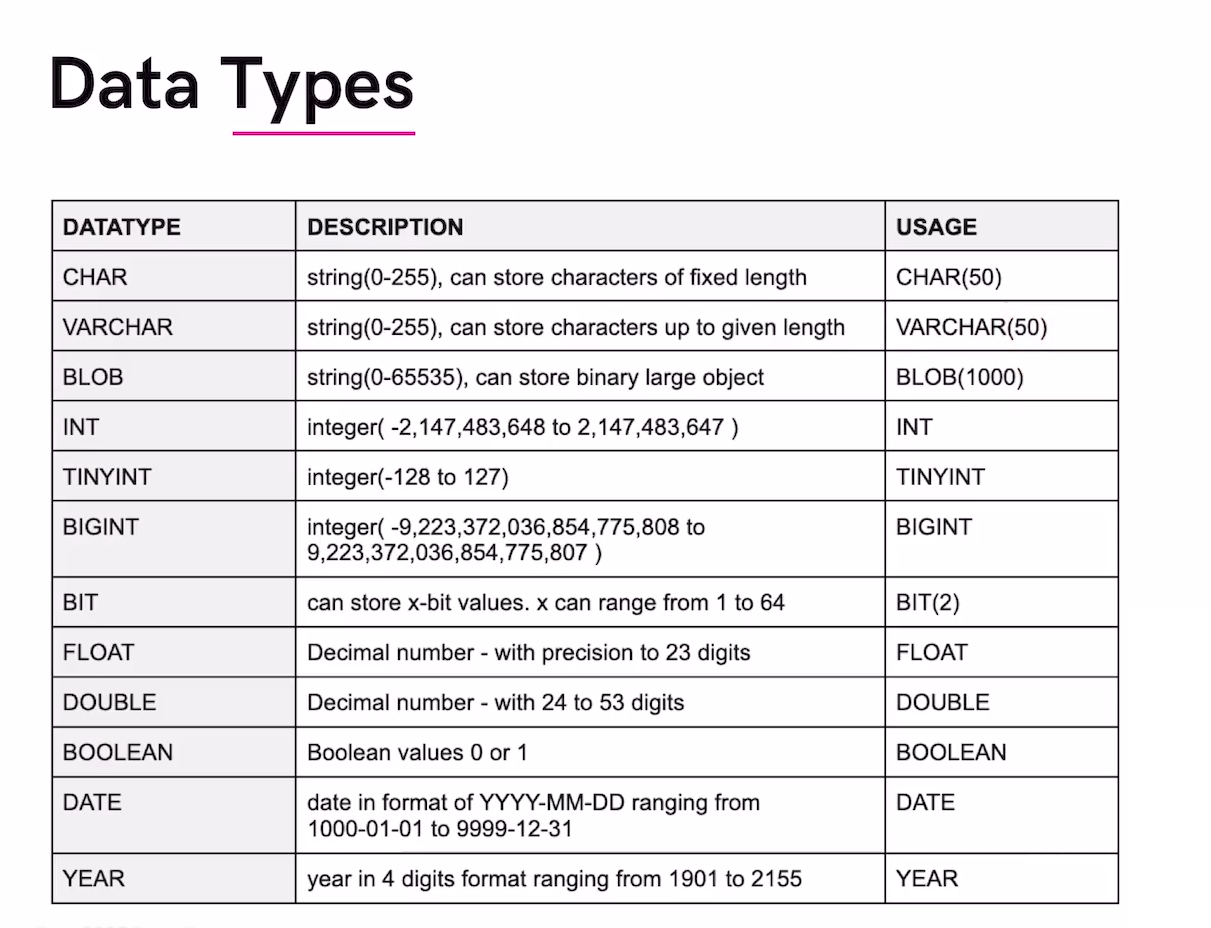 Data Types
DATATYPE DESCRIPTION USAGE
CHAR string(0-255), can store characters of fixed length CHAR(50)
VARCHAR string(0-255), can store characters up to given length VARCHAR(50)
BLOB string(0-65535), can store binary large object BLOB(1000)
INT integer( -2,147,483,648 to 2,147,483,647 ) INT
TINYINT integer(-128 to 127) TINYINT
BIGINT integer( -9,223,372,036,854,775,808 to BIGINT
9,223,372,036,854,775,807 )
BIT can store x-bit values. x can range from 1 to 64 BIT(2)
FLOAT Decimal number - with precision to 23 digits FLOAT
DOUBLE Decimal number - with 24 to 53 digits DOUBLE
BOOLEAN Boolean values 0 or 1 BOOLEAN
DATE date in format of YYYY-MM-DD ranging from DATE
1000-01-01 to 9999-12-31
YEAR year in 4 digits format ranging from 1901 to 2155 YEAR